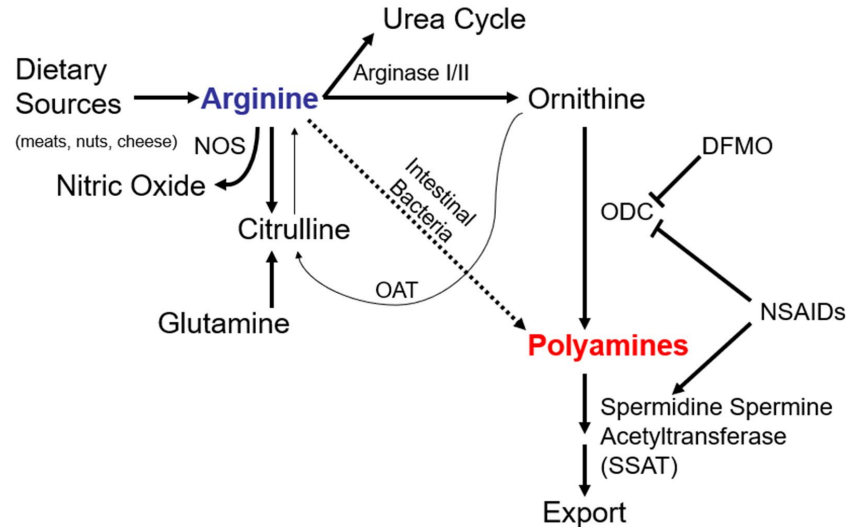 Urea Cycle
Dietary
Sources
(meats, nuts, cheese)
Arginine
Arginase I/II
Ornithine
NOS
Nitric Oxide
Citrulline
Glutamine
Intestinal
Bacteria
OAT
DFMO
ODC
NSAIDs
Polyamines
Spermidine Spermine
Acetyltransferase
(SSAT)
Export